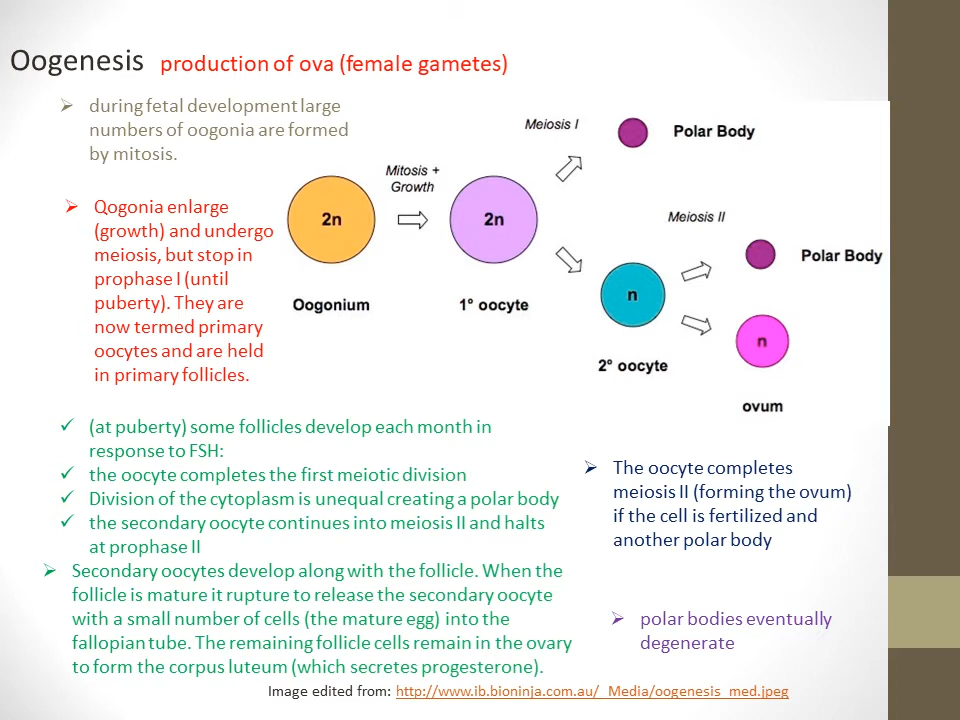 Oogenesis production of ova (female gametes)
➢ during fetal development large
numbers of oogonia are formed
by mitosis.
➢ Qogonia enlarge
(growth) and undergo
meiosis, but stop in
prophase I (until
puberty). They are
now termed primary
oocytes and are held
in primary follicles.
Meiosis I
Polar Body
Mitosis +
Growth
2n
2n
Meiosis II
Polar Body
Oogonium
1° oocyte
n
n
2° oocyte
ovum
✓ (at puberty) some follicles develop each month in
response to FSH:
✓ the oocyte completes the first meiotic division
✓ Division of the cytoplasm is unequal creating a polar body
✓ the secondary oocyte continues into meiosis II and halts
at prophase II
➢ Secondary oocytes develop along with the follicle. When the
follicle is mature it rupture to release the secondary oocyte
with a small number of cells (the mature egg) into the
fallopian tube. The remaining follicle cells remain in the ovary
to form the corpus luteum (which secretes progesterone).
➢ The oocyte completes
meiosis II (forming the ovum)
if the cell is fertilized and
another polar body
➢ polar bodies eventually
degenerate
Image edited from: http://www.ib.bioninja.com.au/_Media/oogenesis_med.jpeg